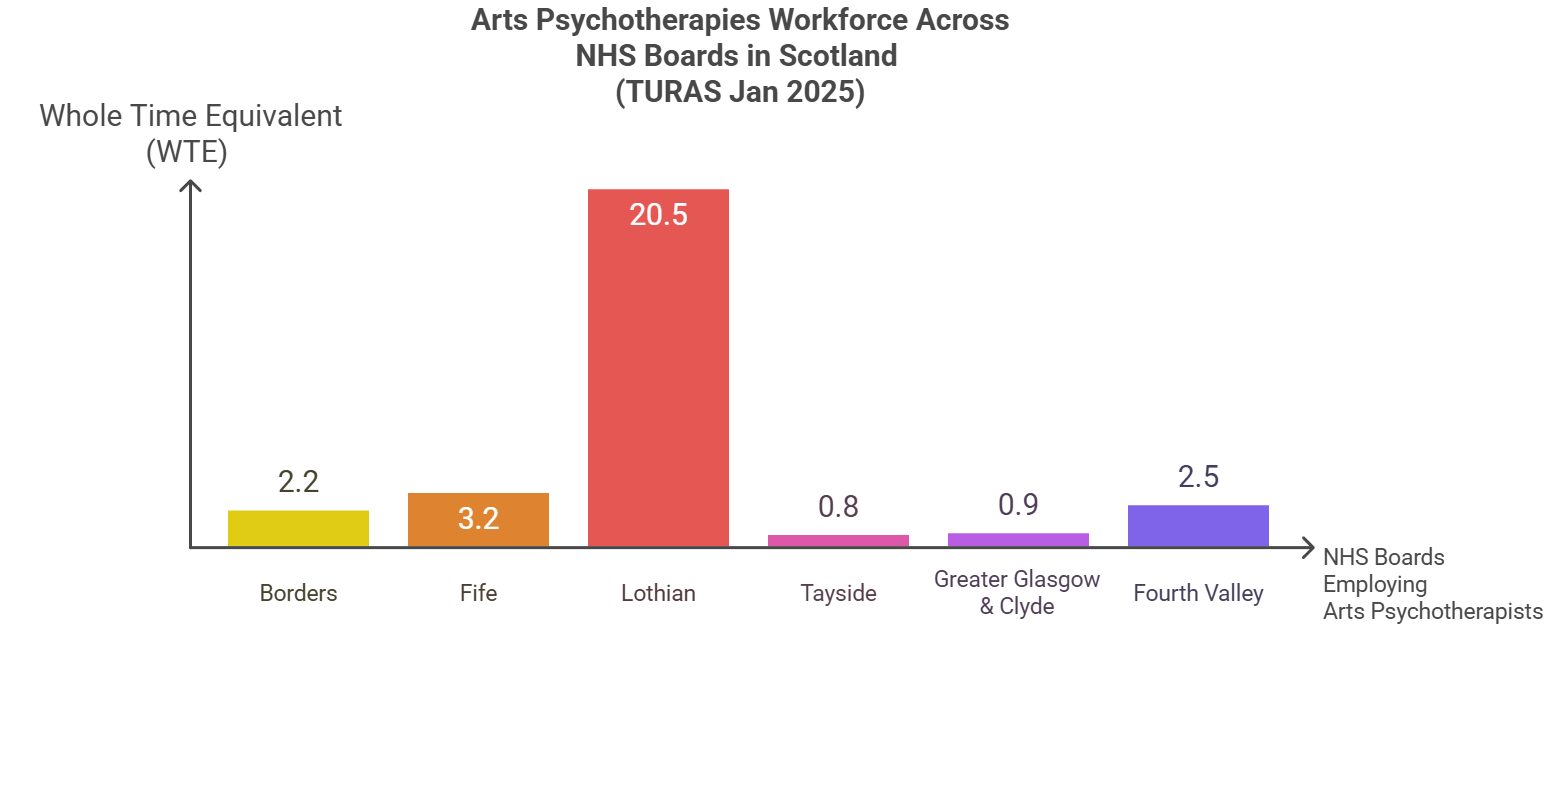 Arts Psychotherapies Workforce Across
NHS Boards in Scotland
(TURAS Jan 2025)
Whole Time Equivalent
(WTE)
20.5
2.2
3.2
0.8
0.9
2.5
Borders
Fife
Lothian
Tayside
Greater Glasgow
& Clyde
Fourth Valley
NHS Boards
Employing
Arts Psychotherapists